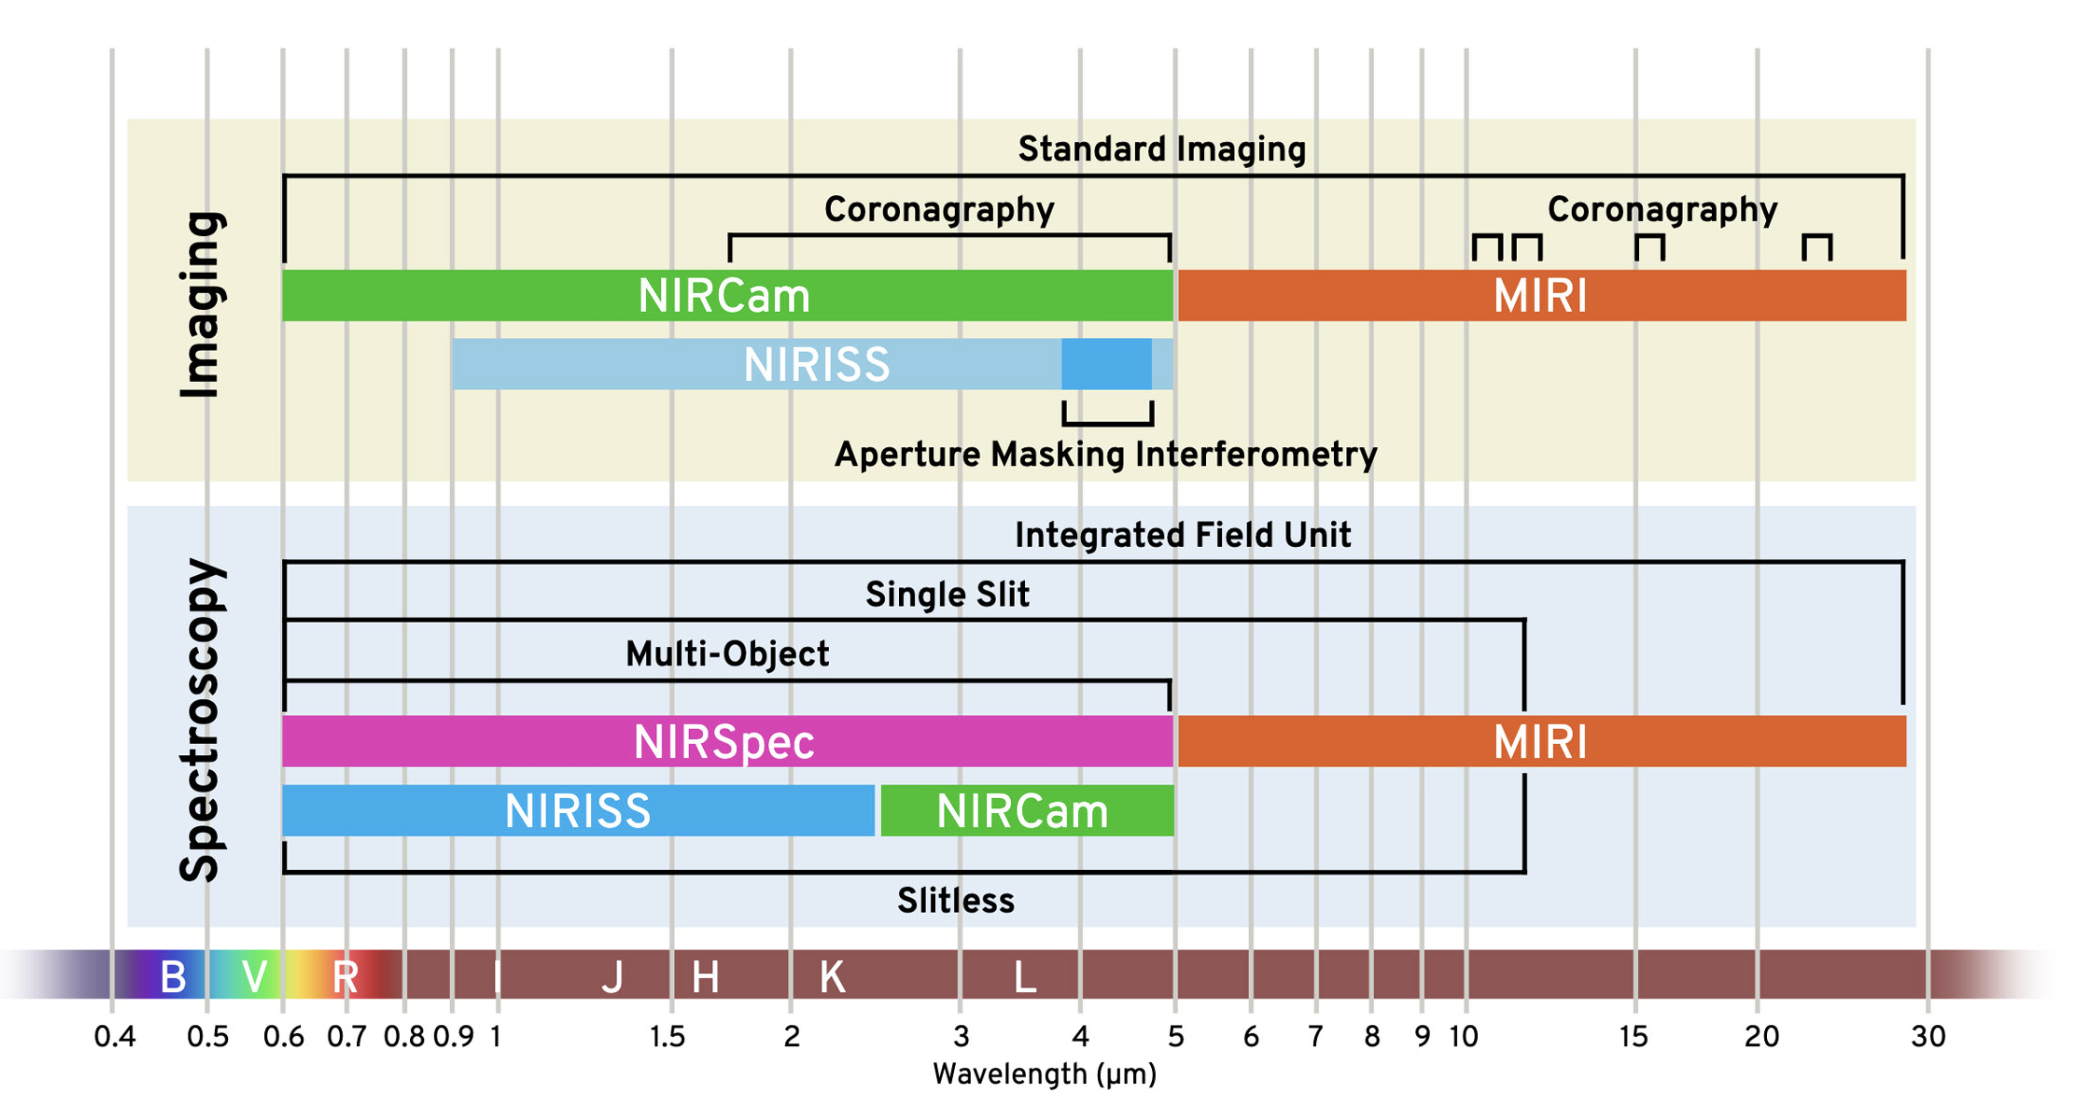 Imaging
Standard Imaging
Coronagraphy
Coronagraphy
NIRCam
MIRI
NIRISS
Aperture Masking Interferometry
Spectroscopy
Integrated Field Unit
Single Slit
Multi-Object
NIRSpec
MIRI
NIRISS
NIRCam
Slitless
B V R I J H K L
0.4 0.5 0.6 0.7 0.8 0.9 1 1.5 2 3 4 5 6 7 8 9 10 15 20 30
Wavelength (μm)